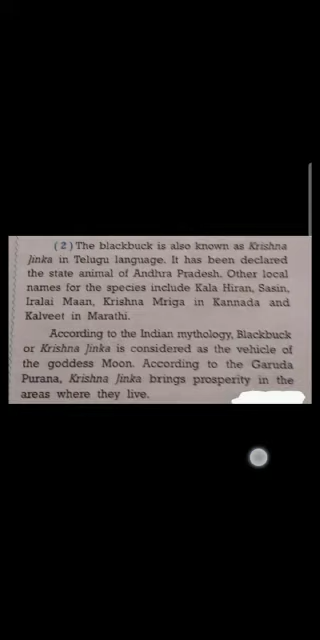 (2) The blackbuck is also known as Krishna
Jinka in Telugu language. It has been declared
the state animal of Andhra Pradesh. Other local
names for the species include Kala Hiran, Sasin,
Iralai Maan, Krishna Mriga in Kannada and
Kalveet in Marathi.
According to the Indian mythology, Blackbuck
or Krishna Jinka is considered as the vehicle of
the goddess Moon. According to the Garuda
Purana, Krishna Jinka brings prosperity in the
areas where they live.